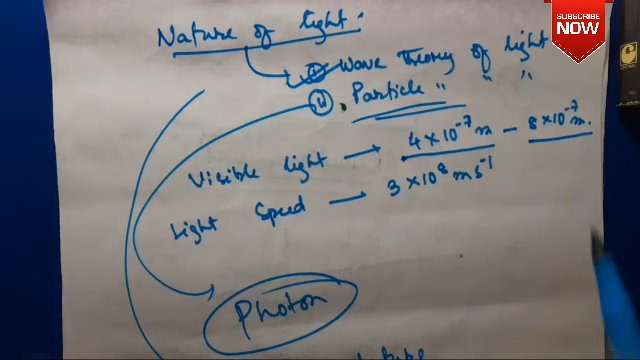 SUBSCRIBE
NOW
Nature of light :
(i) Wave theory of light
(ii) . Particle " " "
Visible light → 4 × 10⁻⁷ m – 8 × 10⁻⁷ m.
Light Speed → 3 × 10⁸ m s⁻¹
Photon